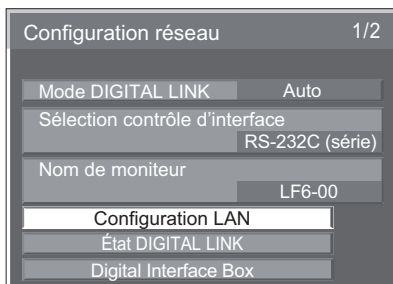 Configuration réseau 1/2
Mode DIGITAL LINK Auto
Sélection contrôle d'interface
RS-232C (série)
Nom de moniteur
LF6-00
Configuration LAN
État DIGITAL LINK
Digital Interface Box